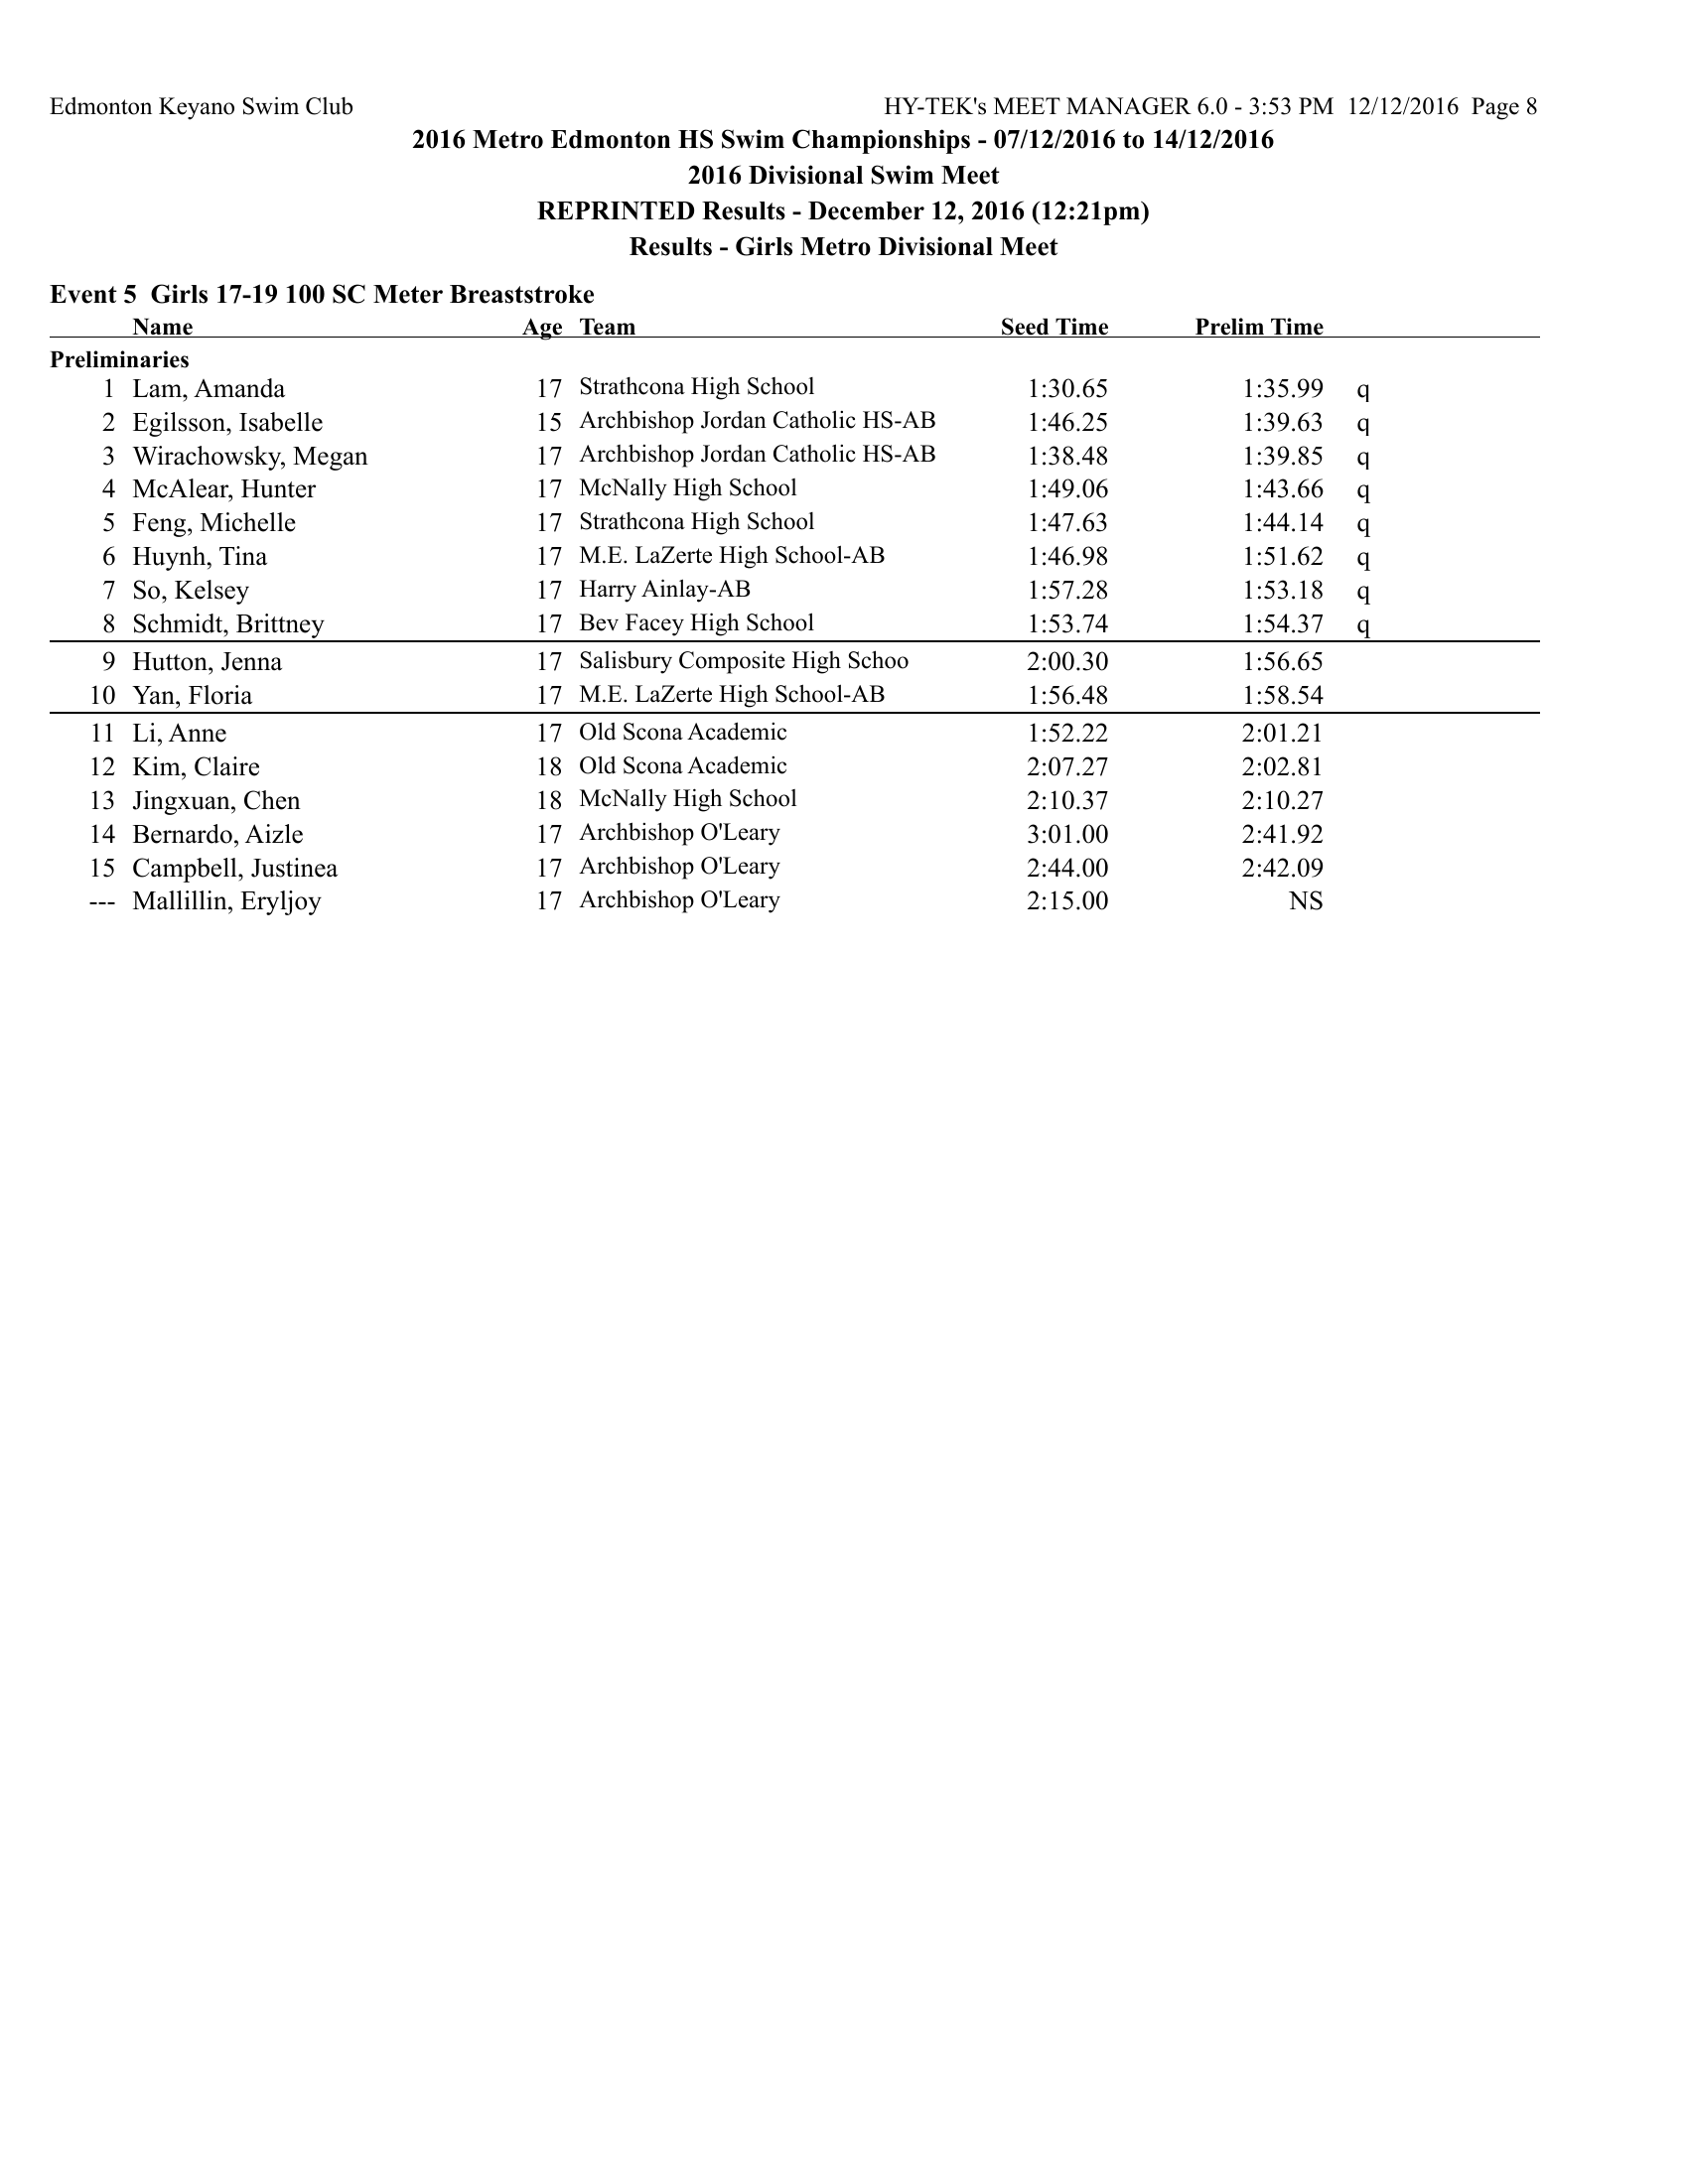 Edmonton Keyano Swim Club HY-TEK's MEET MANAGER 6.0 - 3:53 PM 12/12/2016 Page 8
2016 Metro Edmonton HS Swim Championships - 07/12/2016 to 14/12/2016
2016 Divisional Swim Meet
REPRINTED Results - December 12, 2016 (12:21pm)
Results - Girls Metro Divisional Meet
Event 5 Girls 17-19 100 SC Meter Breaststroke
Name Age Team Seed Time Prelim Time
Preliminaries
1 Lam, Amanda 17 Strathcona High School 1:30.65 1:35.99 q
2 Egilsson, Isabelle 15 Archbishop Jordan Catholic HS-AB 1:46.25 1:39.63 q
3 Wirachowsky, Megan 17 Archbishop Jordan Catholic HS-AB 1:38.48 1:39.85 q
4 McAlear, Hunter 17 McNally High School 1:49.06 1:43.66 q
5 Feng, Michelle 17 Strathcona High School 1:47.63 1:44.14 q
6 Huynh, Tina 17 M.E. LaZerte High School-AB 1:46.98 1:51.62 q
7 So, Kelsey 17 Harry Ainlay-AB 1:57.28 1:53.18 q
8 Schmidt, Brittney 17 Bev Facey High School 1:53.74 1:54.37 q
9 Hutton, Jenna 17 Salisbury Composite High Schoo 2:00.30 1:56.65
10 Yan, Floria 17 M.E. LaZerte High School-AB 1:56.48 1:58.54
11 Li, Anne 17 Old Scona Academic 1:52.22 2:01.21
12 Kim, Claire 18 Old Scona Academic 2:07.27 2:02.81
13 Jingxuan, Chen 18 McNally High School 2:10.37 2:10.27
14 Bernardo, Aizle 17 Archbishop O'Leary 3:01.00 2:41.92
15 Campbell, Justinea 17 Archbishop O'Leary 2:44.00 2:42.09
--- Mallillin, Eryljoy 17 Archbishop O'Leary 2:15.00 NS